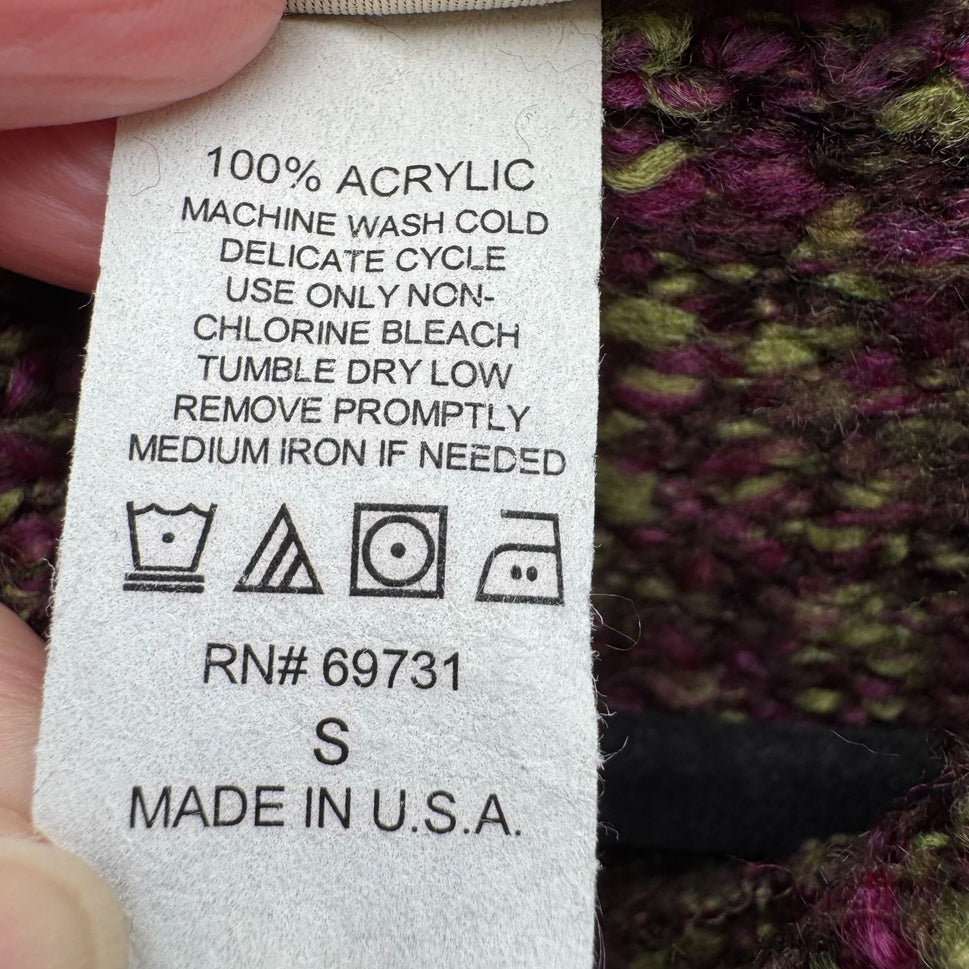 100% ACRYLIC
MACHINE WASH COLD
DELICATE CYCLE
USE ONLY NON-
CHLORINE BLEACH
TUMBLE DRY LOW
REMOVE PROMPTLY
MEDIUM IRON IF NEEDED
RN# 69731
S
MADE IN U.S.A.